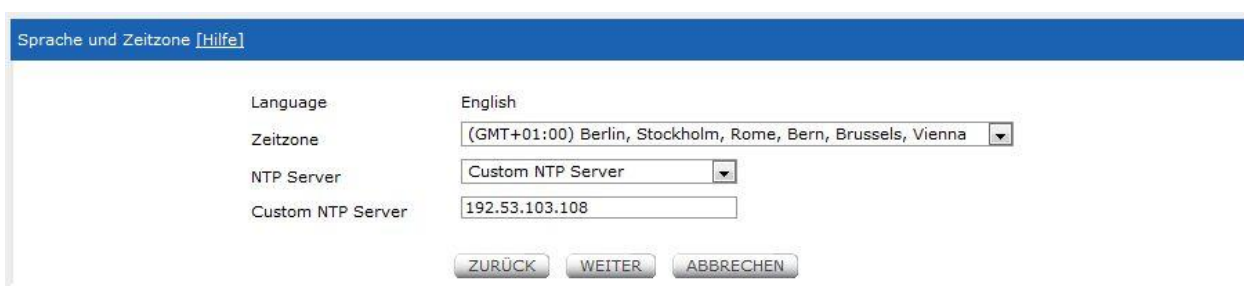 Sprache und Zeitzone [Hilfe]
Language English
Zeitzone (GMT+01:00) Berlin, Stockholm, Rome, Bern, Brussels, Vienna
NTP Server Custom NTP Server
Custom NTP Server 192.53.103.108
ZURÜCK WEITER ABBRECHEN